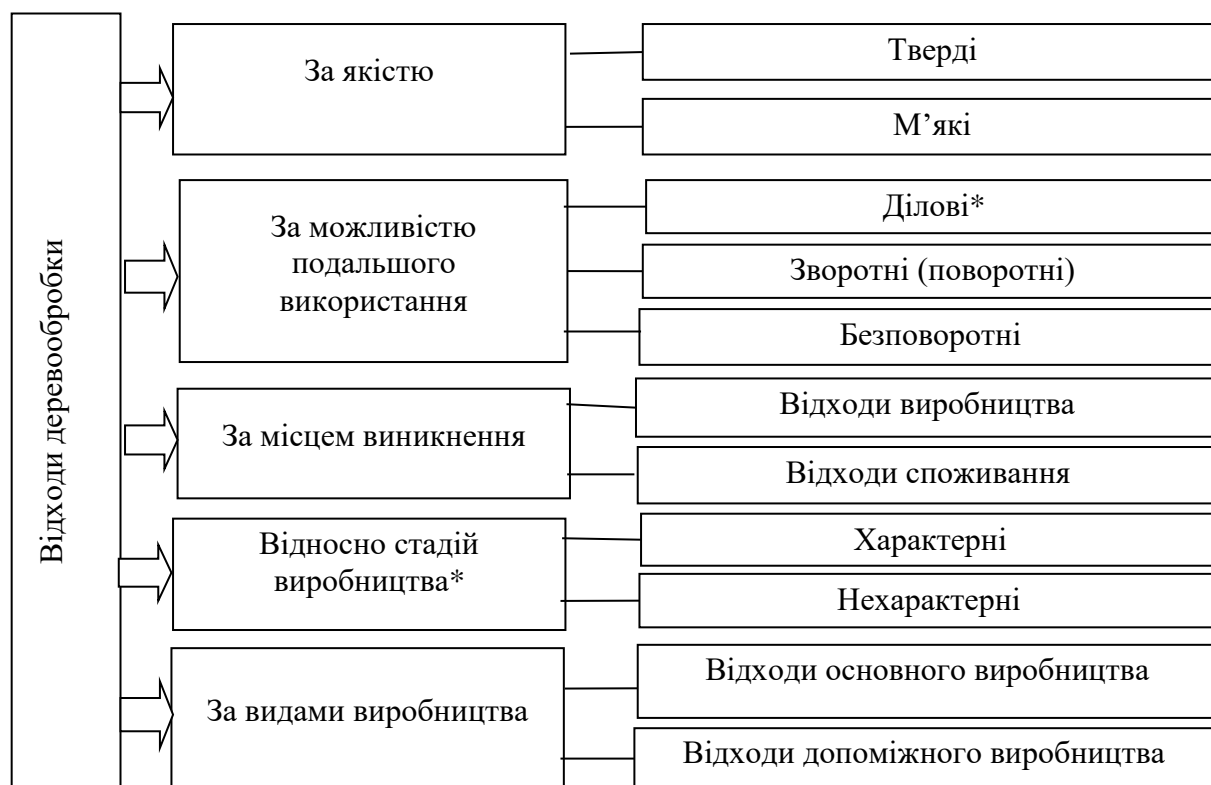 Відходи деревообробки
За якістю
Тверді
М’які
За можливістю
подальшого
використання
Ділові*
Зворотні (поворотні)
Безповоротні
За місцем виникнення
Відходи виробництва
Відходи споживання
Відносно стадій
виробництва*
Характерні
Нехарактерні
За видами виробництва
Відходи основного виробництва
Відходи допоміжного виробництва